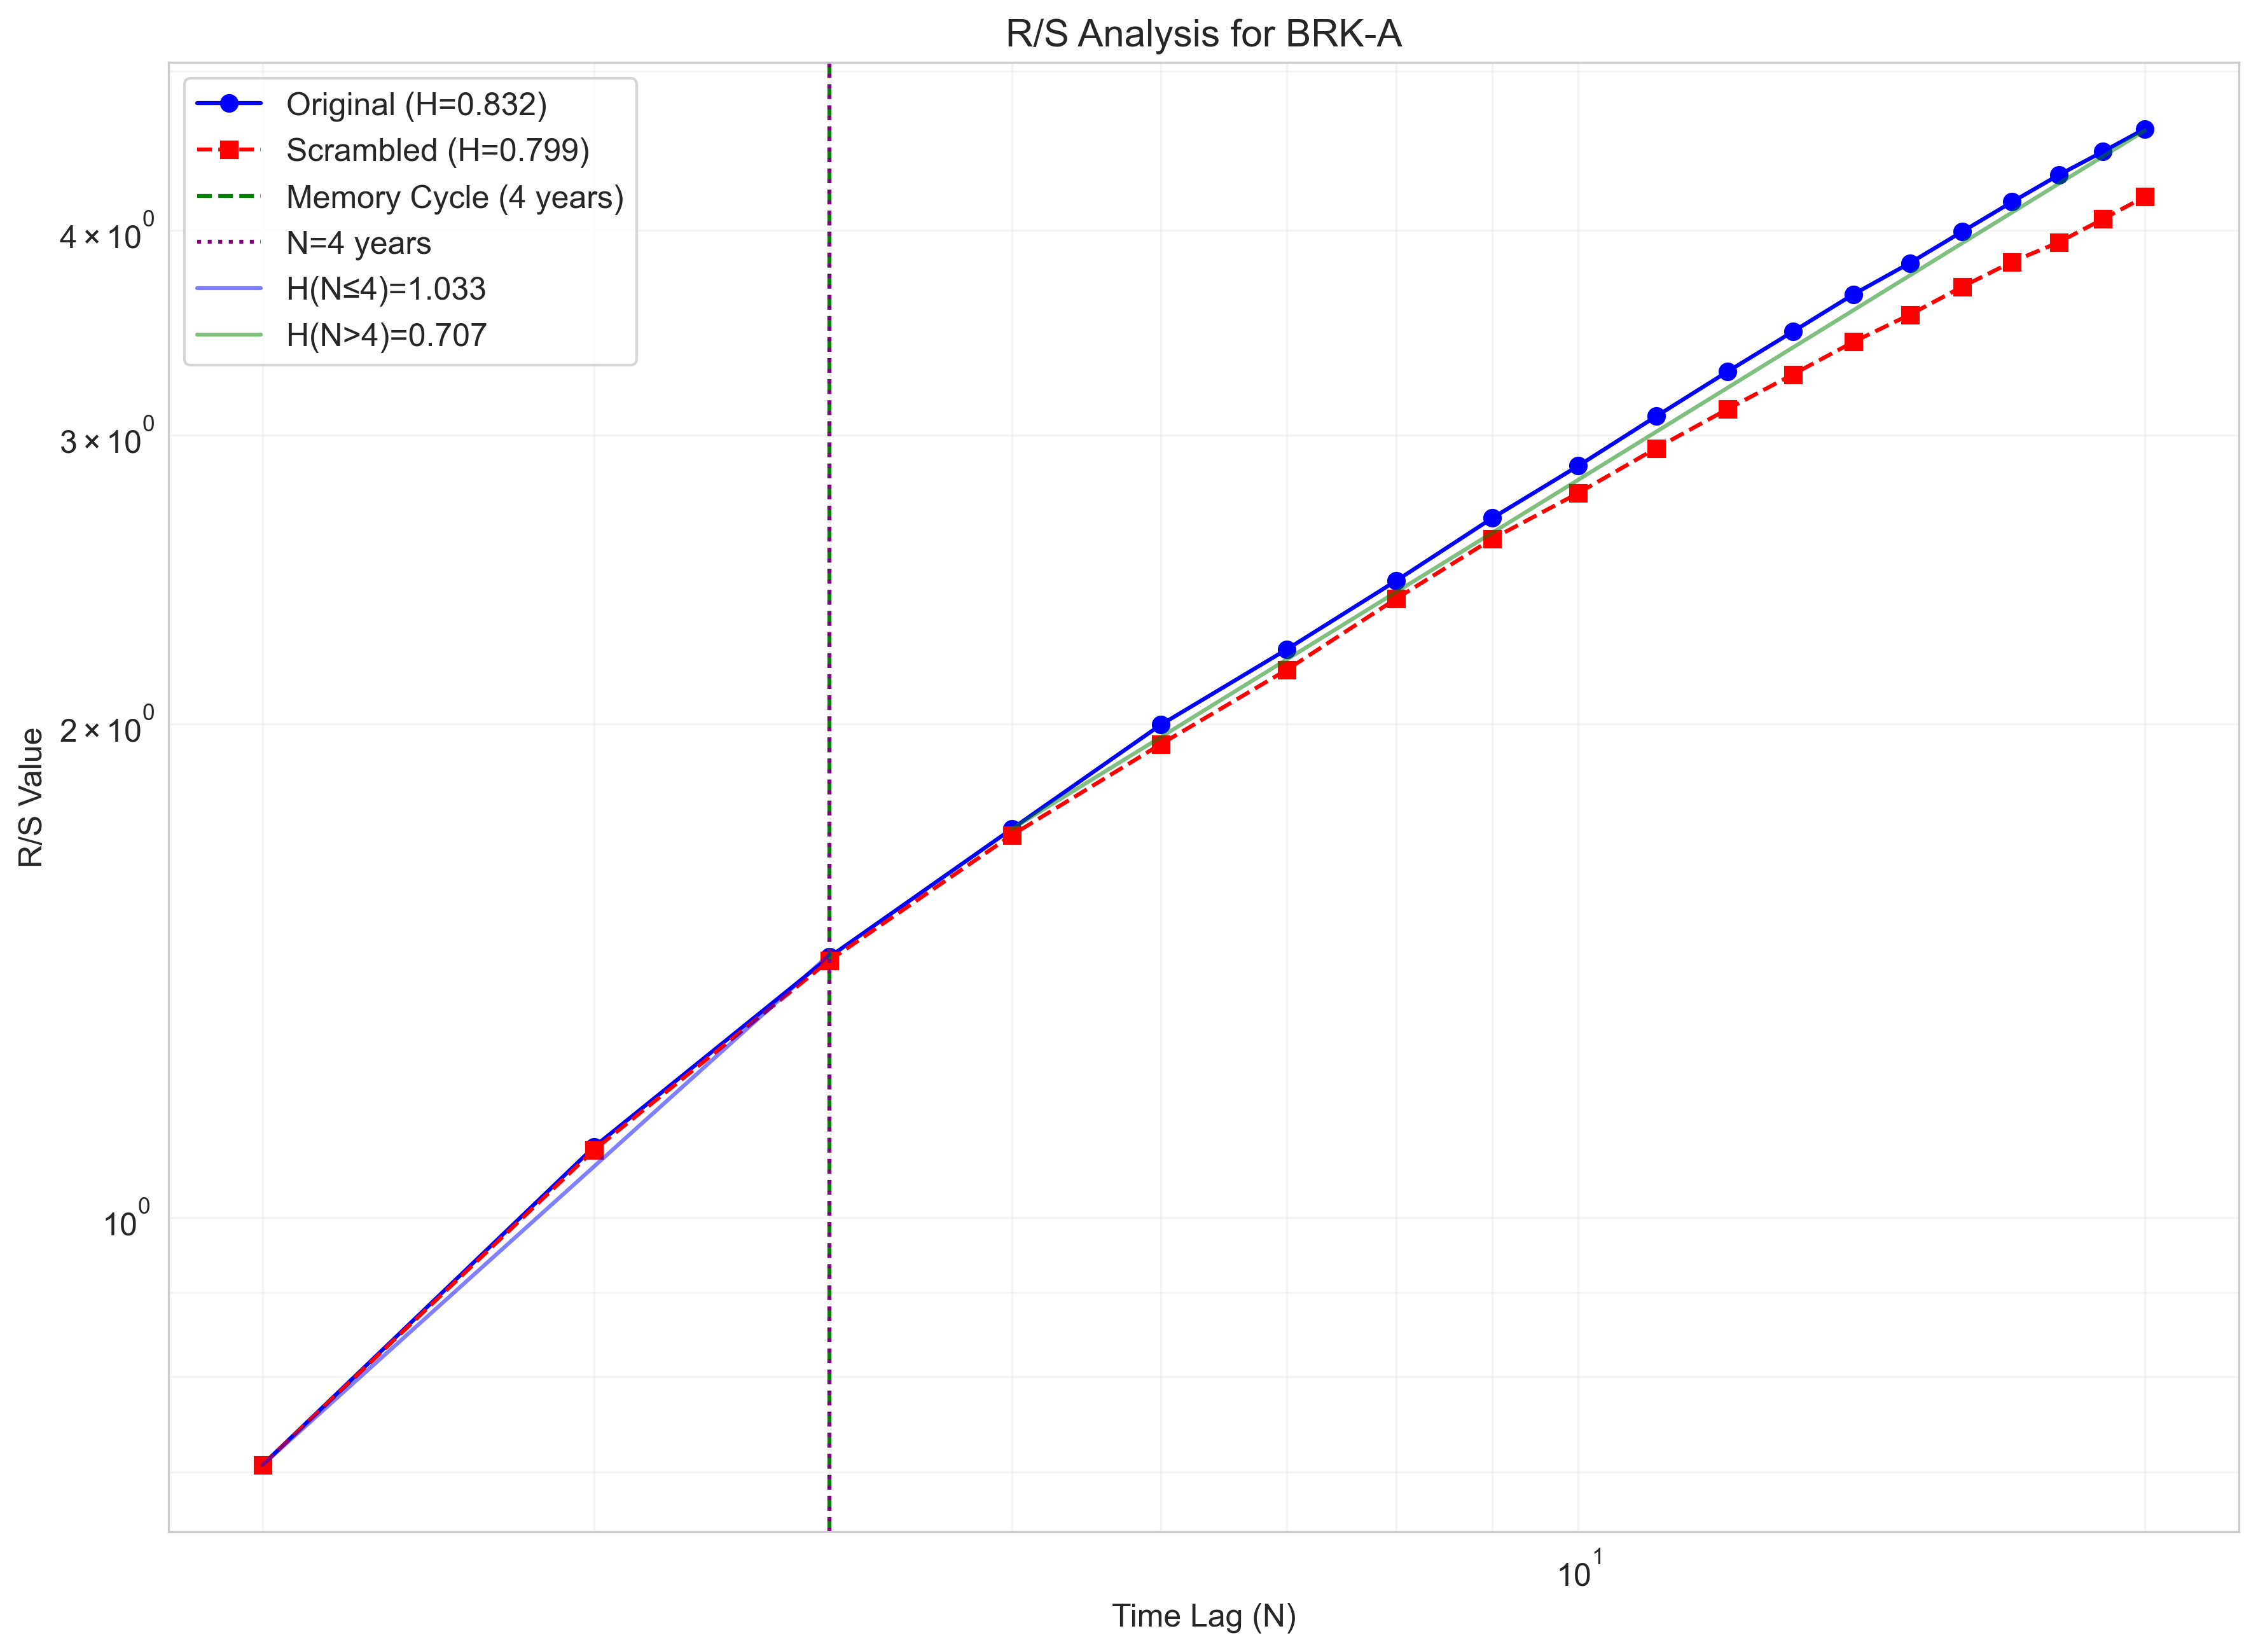 R/S Analysis for BRK-A
Original (H=0.832)
Scrambled (H=0.799)
Memory Cycle (4 years)
N=4 years
H(N≤4)=1.033
H(N>4)=0.707
4 × 10⁰
3 × 10⁰
2 × 10⁰
10⁰
R/S Value
10¹
Time Lag (N)